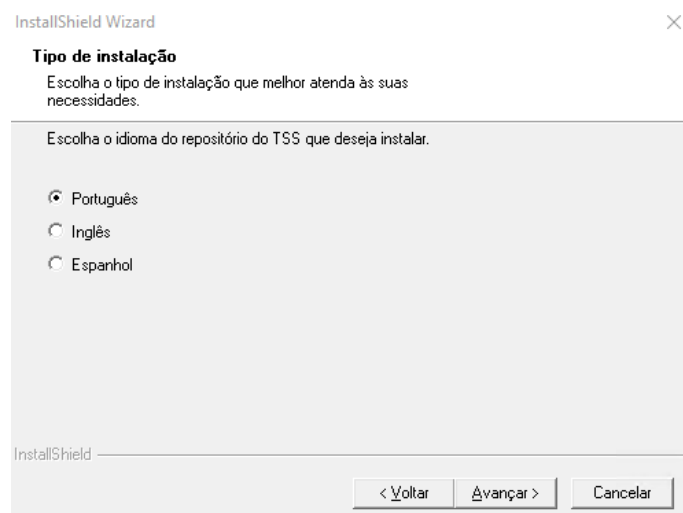 InstallShield Wizard
Tipo de instalação
Escolha o tipo de instalação que melhor atenda às suas
necessidades.
Escolha o idioma do repositório do TSS que deseja instalar.
Português
Inglês
Espanhol
InstallShield
< Voltar
Avançar >
Cancelar